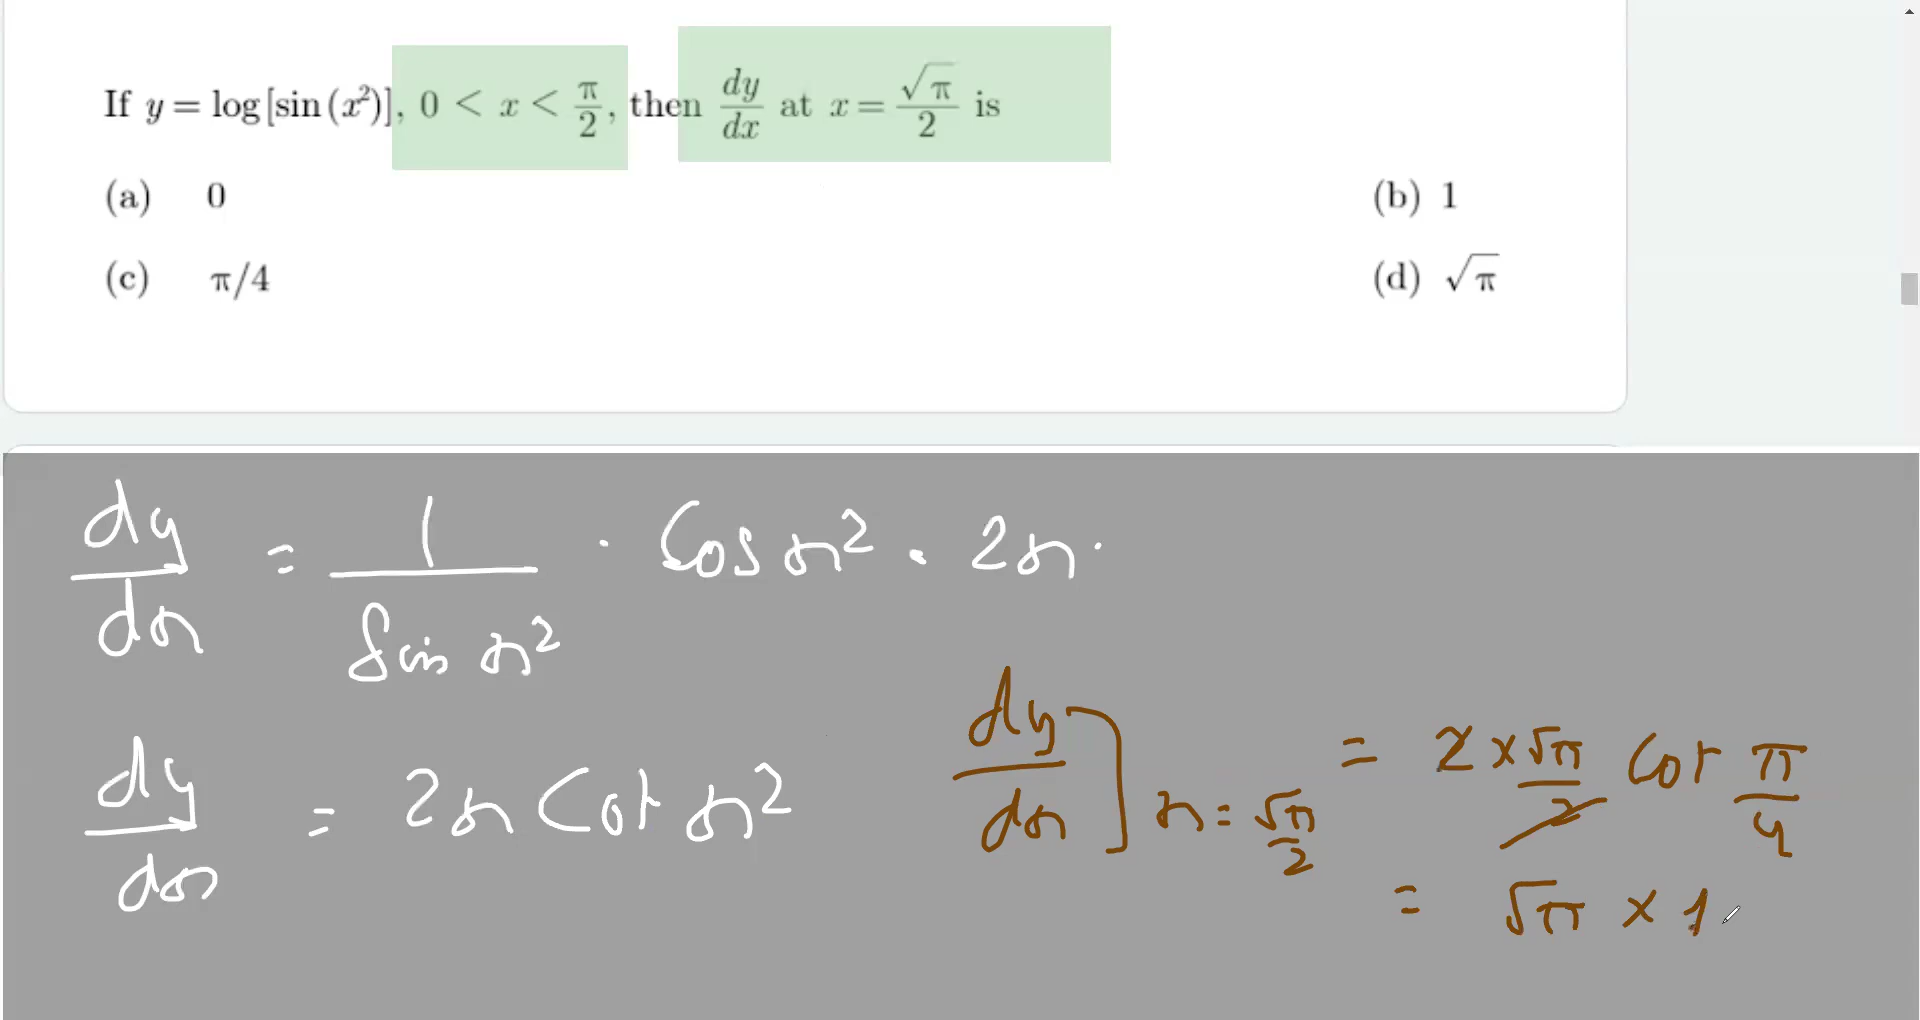 If y = log[sin(x²)], 0 < x < π/2, then dy/dx at x = √π/2 is
(a) 0 (b) 1
(c) π/4 (d) √π
dy/dx = 1/Sin x² · Cos x² · 2x ·
dy/dx = 2x Cot x²
dy/dx] x = √π/2 = 2 × √π/2 Cot π/4
= √π × 1